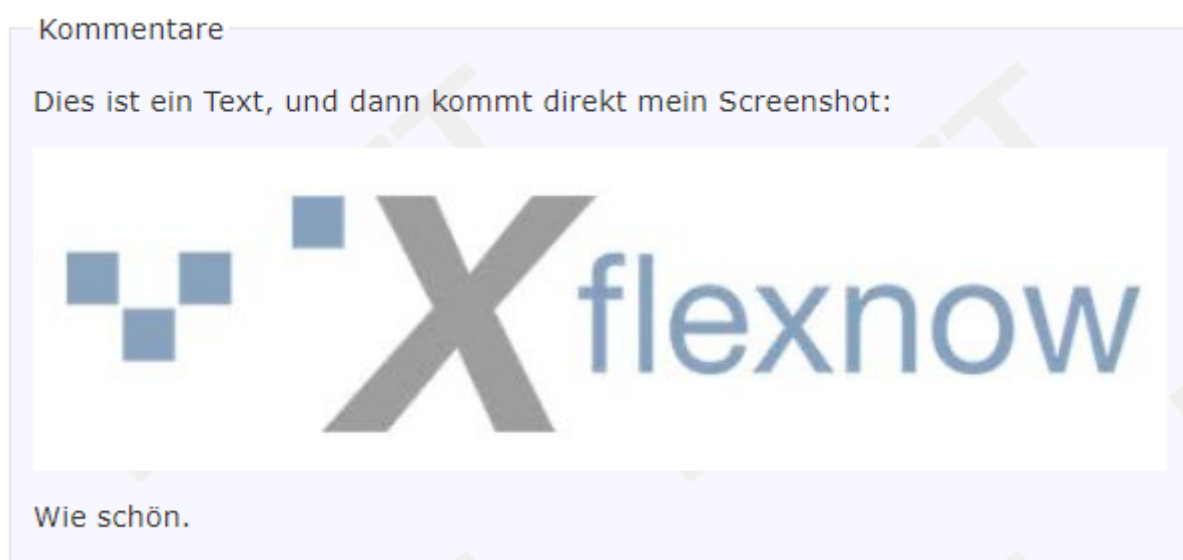 Kommentare
Dies ist ein Text, und dann kommt direkt mein Screenshot:
X flexnow
Wie schön.